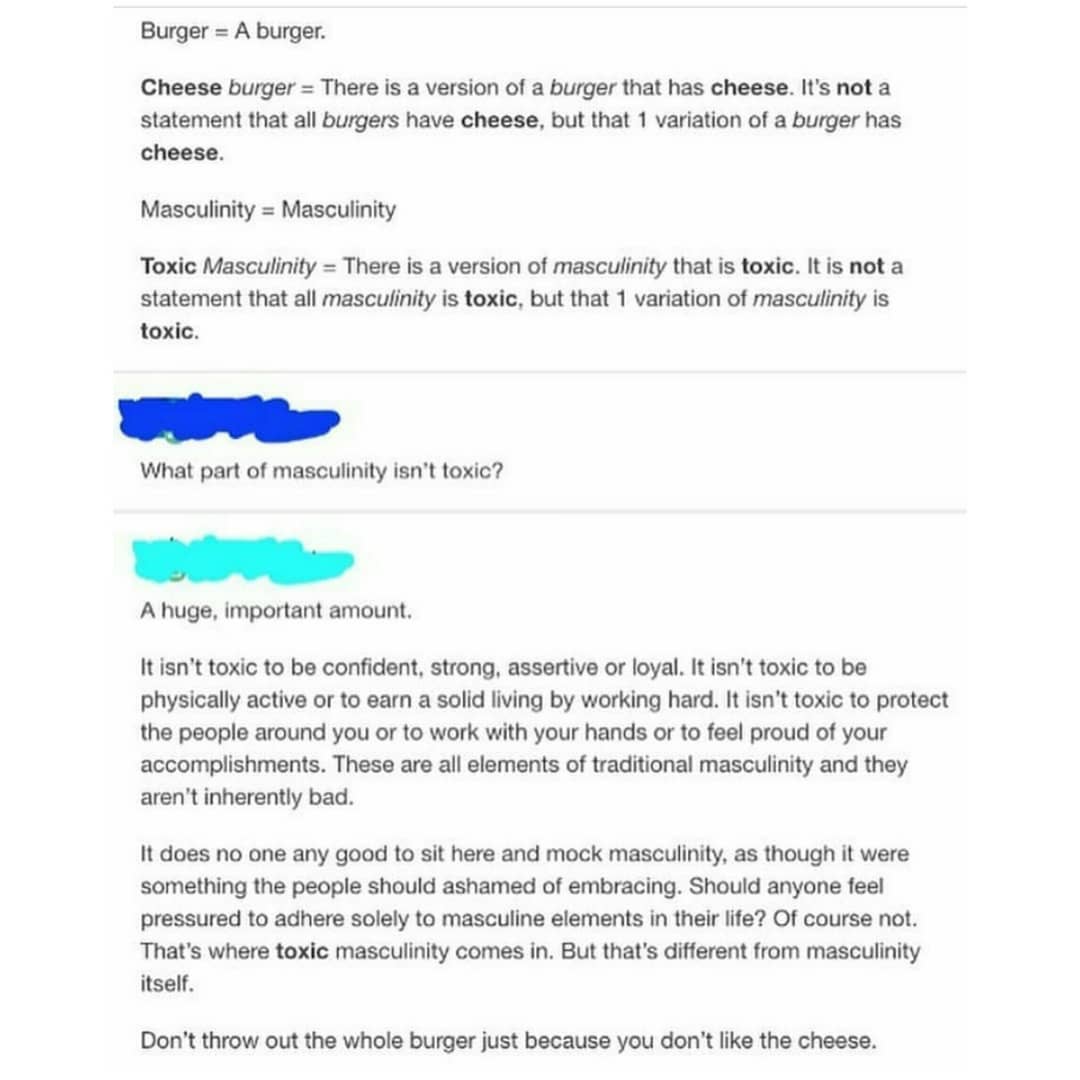 Burger = A burger.
Cheese burger = There is a version of a burger that has cheese. It's not a
statement that all burgers have cheese, but that 1 variation of a burger has
cheese.
Masculinity = Masculinity
Toxic Masculinity = There is a version of masculinity that is toxic. It is not a
statement that all masculinity is toxic, but that 1 variation of masculinity is
toxic.
What part of masculinity isn't toxic?
A huge, important amount.
It isn't toxic to be confident, strong, assertive or loyal. It isn't toxic to be
physically active or to earn a solid living by working hard. It isn't toxic to protect
the people around you or to work with your hands or to feel proud of your
accomplishments. These are all elements of traditional masculinity and they
aren't inherently bad.
It does no one any good to sit here and mock masculinity, as though it were
something the people should ashamed of embracing. Should anyone feel
pressured to adhere solely to masculine elements in their life? Of course not.
That's where toxic masculinity comes in. But that's different from masculinity
itself.
Don't throw out the whole burger just because you don't like the cheese.